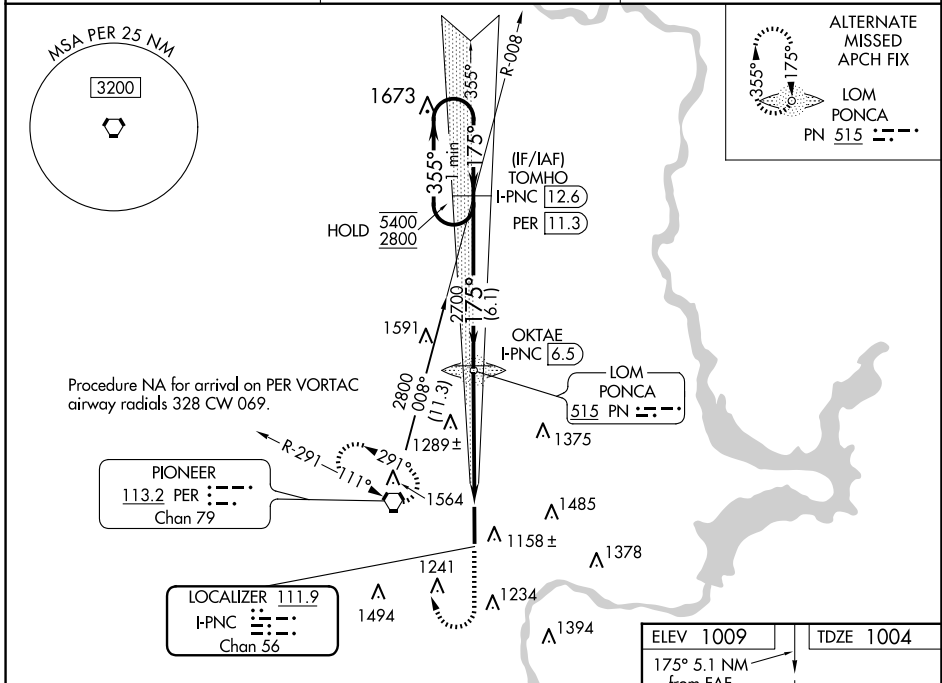 MSA PER 25 NM
3200
ALTERNATE
MISSED
APCH FIX
355°
175°
LOM
PONCA
PN 515
R-008
355°
1673
355°
1 min
175°
(IF/IAF)
TOMHO
I-PNC 12.6
PER 11.3
HOLD 5400
2800
2700
175°
(6.1)
1591
OKTAE
I-PNC 6.5
LOM
PONCA
515 PN
Procedure NA for arrival on PER VORTAC
airway radials 328 CW 069.
2800
008°
(11.3)
1289 ±
1375
R-291
111°
291°
PIONEER
113.2 PER
Chan 79
1564
1485
1158 ±
1378
1241
LOCALIZER 111.9
I-PNC
Chan 56
1494
1234
1394
ELEV 1009
TDZE 1004
175° 5.1 NM
from FAF